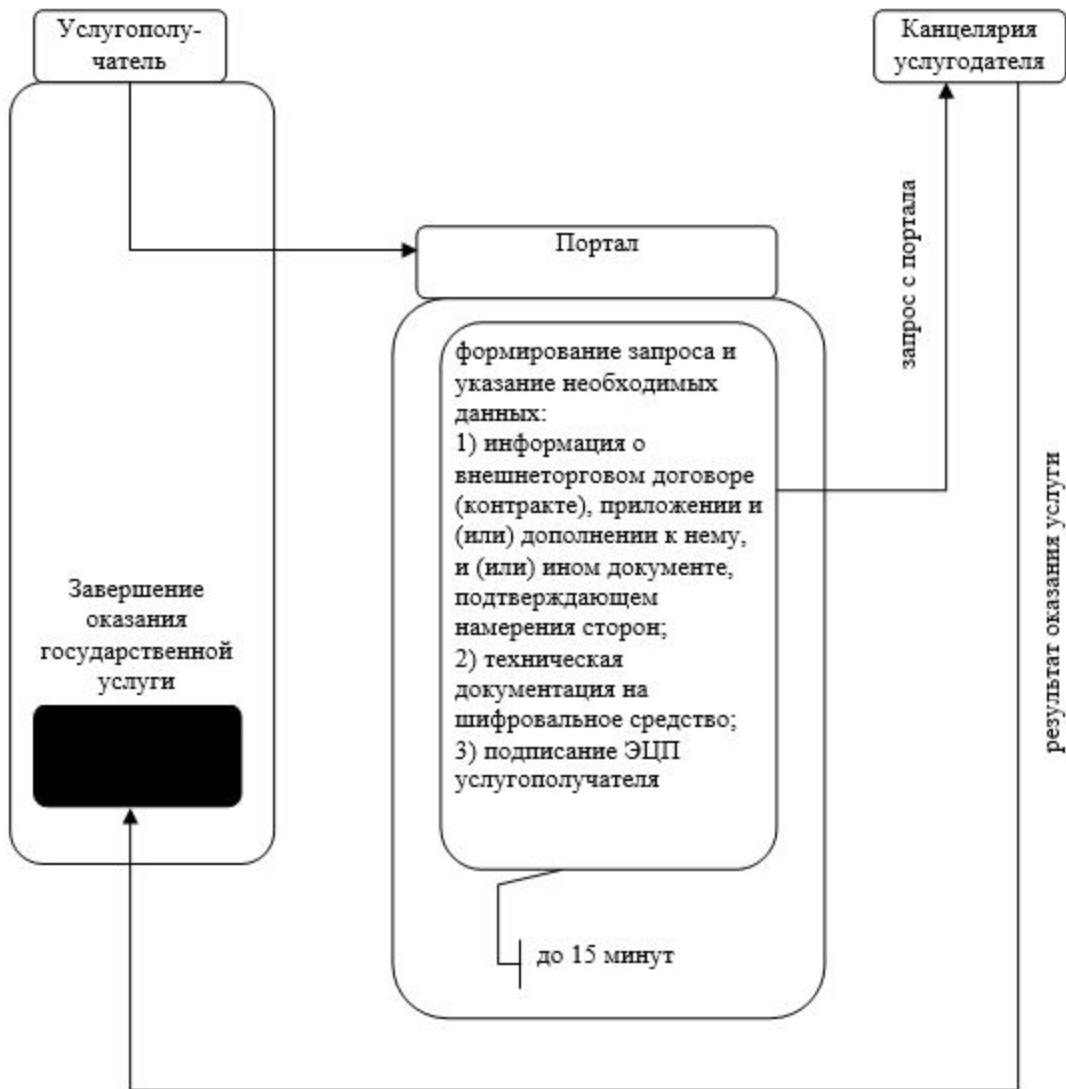 Услугополу-
чатель
Канцелярия
услугодателя
Портал
запрос с портала
формирование запроса и
указание необходимых
данных:
1) информация о
внешнеторговом договоре
(контракте), приложении и
(или) дополнении к нему,
и (или) ином документе,
подтверждающем
намерения сторон;
2) техническая
документация на
шифровальное средство;
3) подписание ЭЦП
услугополучателя
результат оказания услуги
Завершение
оказания
государственной
услуги
до 15 минут